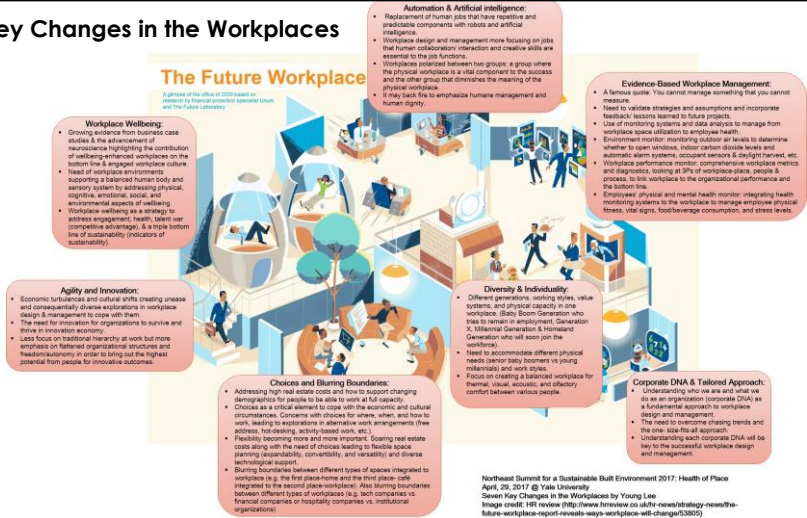 ey Changes in the Workplaces
The Future Workplace
A glimpse of the office of 2030 based on
research by financial protection specialist Unum
and The Future Laboratory
Automation & Artificial intelligence:
• Replacement of human jobs that have repetitive and
predictable components with robots and artificial
intelligence.
• Workplace design and management more focusing on jobs
that human collaboration/ interaction and creative skills are
essential to the job functions.
• Workplaces polarized between two groups: a group where
the physical workplace is a vital component to the success
and the other group that diminishes the meaning of the
physical workplace.
• It may back fire to emphasize humane management and
human dignity.
Evidence-Based Workplace Management:
• A famous quote: You cannot manage something that you cannot
measure.
• Need to validate strategies and assumptions and incorporate
feedback/ lessons learned to future projects.
• Use of monitoring systems and data analysis to manage from
workplace space utilization to employee health.
• Environment monitor: monitoring outdoor air levels to determine
whether to open windows, indoor carbon dioxide levels and
automatic alarm systems, occupant sensors & daylight harvest, etc.
• Workplace performance monitor: comprehensive workplace metrics
and diagnostics, looking at 3Ps of workplace-place, people &
process, to link workplace to the organizational performance and
the bottom line.
• Employees' physical and mental health monitor: integrating health
monitoring systems to the workplace to manage employee physical
fitness, vital signs, food/beverage consumption, and stress levels.
Workplace Wellbeing:
• Growing evidence from business case
studies & the advancement of
neuroscience highlighting the contribution
of wellbeing-enhanced workplaces on the
bottom line & engaged workplace culture.
• Need of workplace environments
supporting a balanced human body and
sensory system by addressing physical,
cognitive, emotional, social, and
environmental aspects of wellbeing.
• Workplace wellbeing as a strategy to
address engagement, health, talent war
(competitive advantage), & a triple bottom
line of sustainability (indicators of
sustainability).
Agility and Innovation:
• Economic turbulences and cultural shifts creating unease
and consequentially diverse explorations in workplace
design & management to cope with them.
• The need for innovation for organizations to survive and
thrive in innovation economy.
• Less focus on traditional hierarchy at work but more
emphasis on flattened organizational structures and
freedom/autonomy in order to bring out the highest
potential from people for innovative outcomes.
Diversity & Individuality:
• Different generations, working styles, value
systems, and physical capacity in one
workplace. (Baby Boom Generation who
tries to remain in employment, Generation
X, Millennial Generation & Homeland
Generation who will soon join the
workforce).
• Need to accommodate different physical
needs (senior baby boomers vs young
millennials) and work styles.
• Focus on creating a balanced workplace for
thermal, visual, acoustic, and olfactory
comfort between various people.
Choices and Blurring Boundaries:
• Addressing high real estate costs and how to support changing
demographics for people to be able to work at full capacity.
• Choices as a critical element to cope with the economic and cultural
circumstances. Concerns with choices for where, when, and how to
work, leading to explorations in alternative work arrangements (free
address, hot-desking, activity-based work, etc.).
• Flexibility becoming more and more important. Soaring real estate
costs along with the need of choices leading to flexible space
planning (expandability, convertibility, and versatility) and diverse
technological support.
• Blurring boundaries between different types of spaces integrated to
workplace (e.g. the first place-home and the third place- café
integrated to the second place-workplace). Also blurring boundaries
between different types of workplaces (e.g. tech companies vs.
financial companies or hospitality companies vs. institutional
organizations)
Corporate DNA & Tailored Approach:
• Understanding who we are and what we
do as an organization (corporate DNA) as
a fundamental approach to workplace
design and management.
• The need to overcome chasing trends and
the one- size-fits-all approach.
• Understanding each corporate DNA will be
key to the successful workplace design
and management.
Northeast Summit for a Sustainable Built Environment 2017: Health of Place
April, 29, 2017 @ Yale University
Seven Key Changes in the Workplaces by Young Lee
Image credit: HR review (http://www.hrreview.co.uk/hr-news/strategy-news/the-
future-workplace-report-reveals-ways-workplace-will-change/53805)